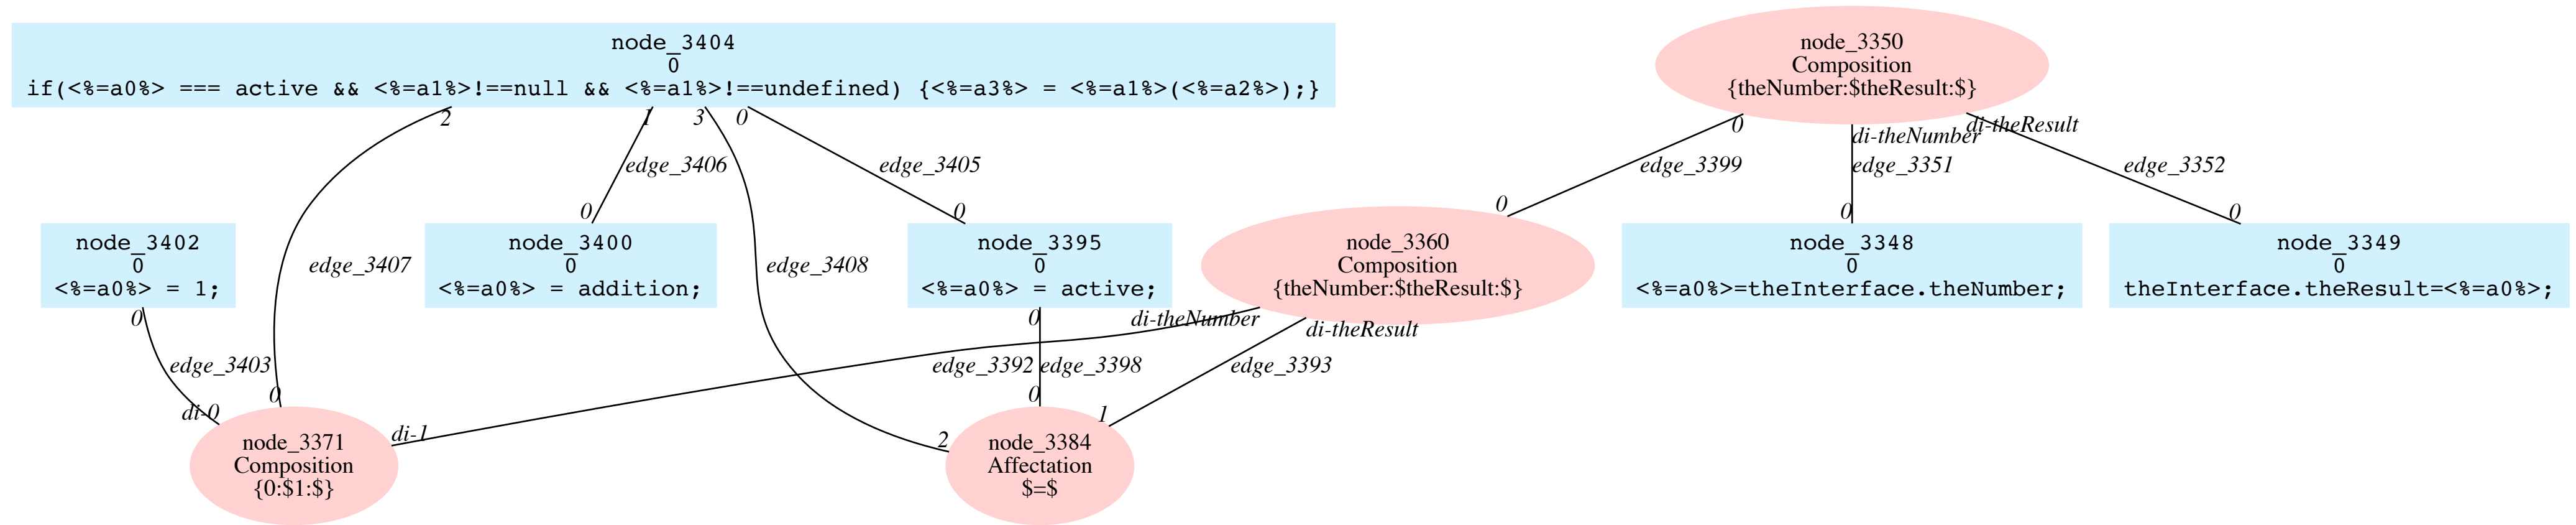 node_3404
0
if(<%=a0%> === active && <%=a1%>!==null && <%=a1%>!==undefined) {<%=a3%> = <%=a1%>(<%=a2%>);}
node_3350
Composition
{theNumber:$theResult:$}
2
1
3
0
0
di-theNumber
di-theResult
edge_3406
edge_3405
edge_3399
edge_3351
edge_3352
0
0
0
0
0
node_3402
0
<%=a0%> = 1;
edge_3407
node_3400
0
<%=a0%> = addition;
edge_3408
node_3395
0
<%=a0%> = active;
node_3360
Composition
{theNumber:$theResult:$}
node_3348
0
<%=a0%>=theInterface.theNumber;
node_3349
0
theInterface.theResult=<%=a0%>;
0
0
di-theNumber
di-theResult
edge_3403
edge_3392
edge_3398
edge_3393
di-0
0
di-1
2
0
1
node_3371
Composition
{0:$1:$}
node_3384
Affectation
$=$